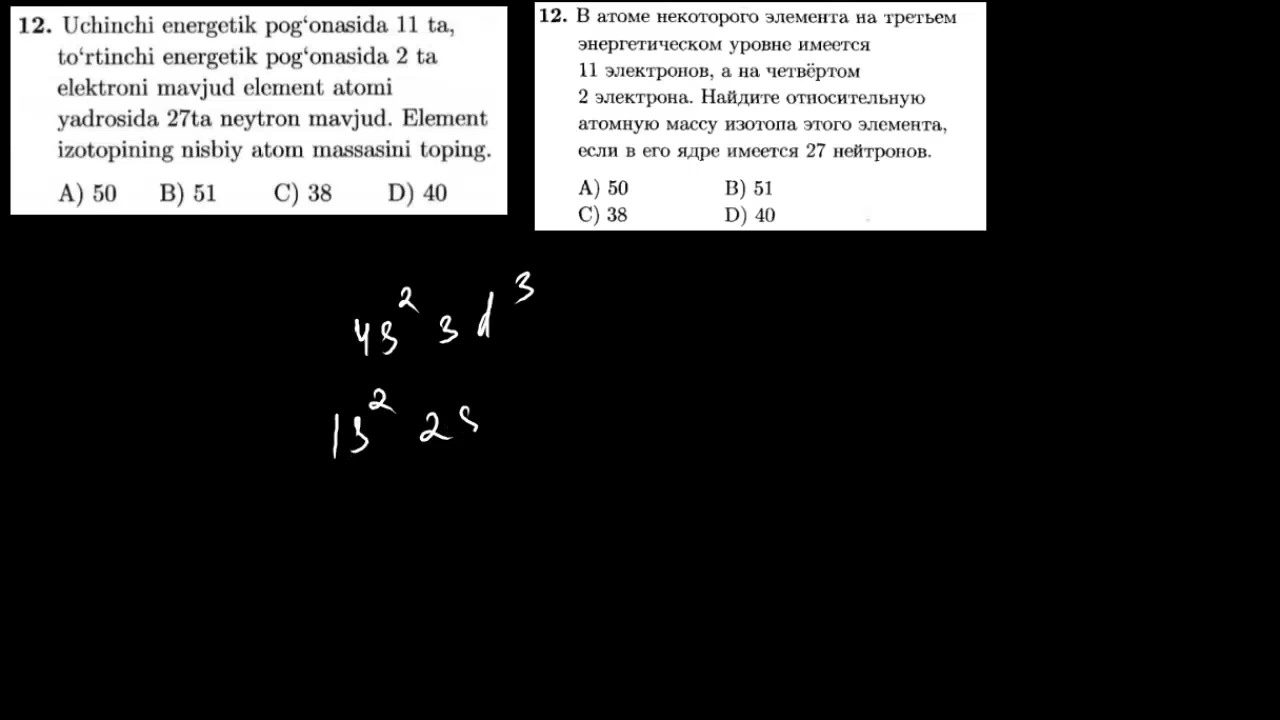 12. Uchinchi energetik pog‘onasida 11 ta,
to‘rtinchi energetik pog‘onasida 2 ta
elektroni mavjud element atomi
yadrosida 27ta neytron mavjud. Element
izotopining nisbiy atom massasini toping.
A) 50 B) 51 C) 38 D) 40
12. В атоме некоторого элемента на третьем
энергетическом уровне имеется
11 электронов, а на четвёртом
2 электрона. Найдите относительную
атомную массу изотопа этого элемента,
если в его ядре имеется 27 нейтронов.
A) 50 B) 51
C) 38 D) 40
4s² 3d³
1s² 2s